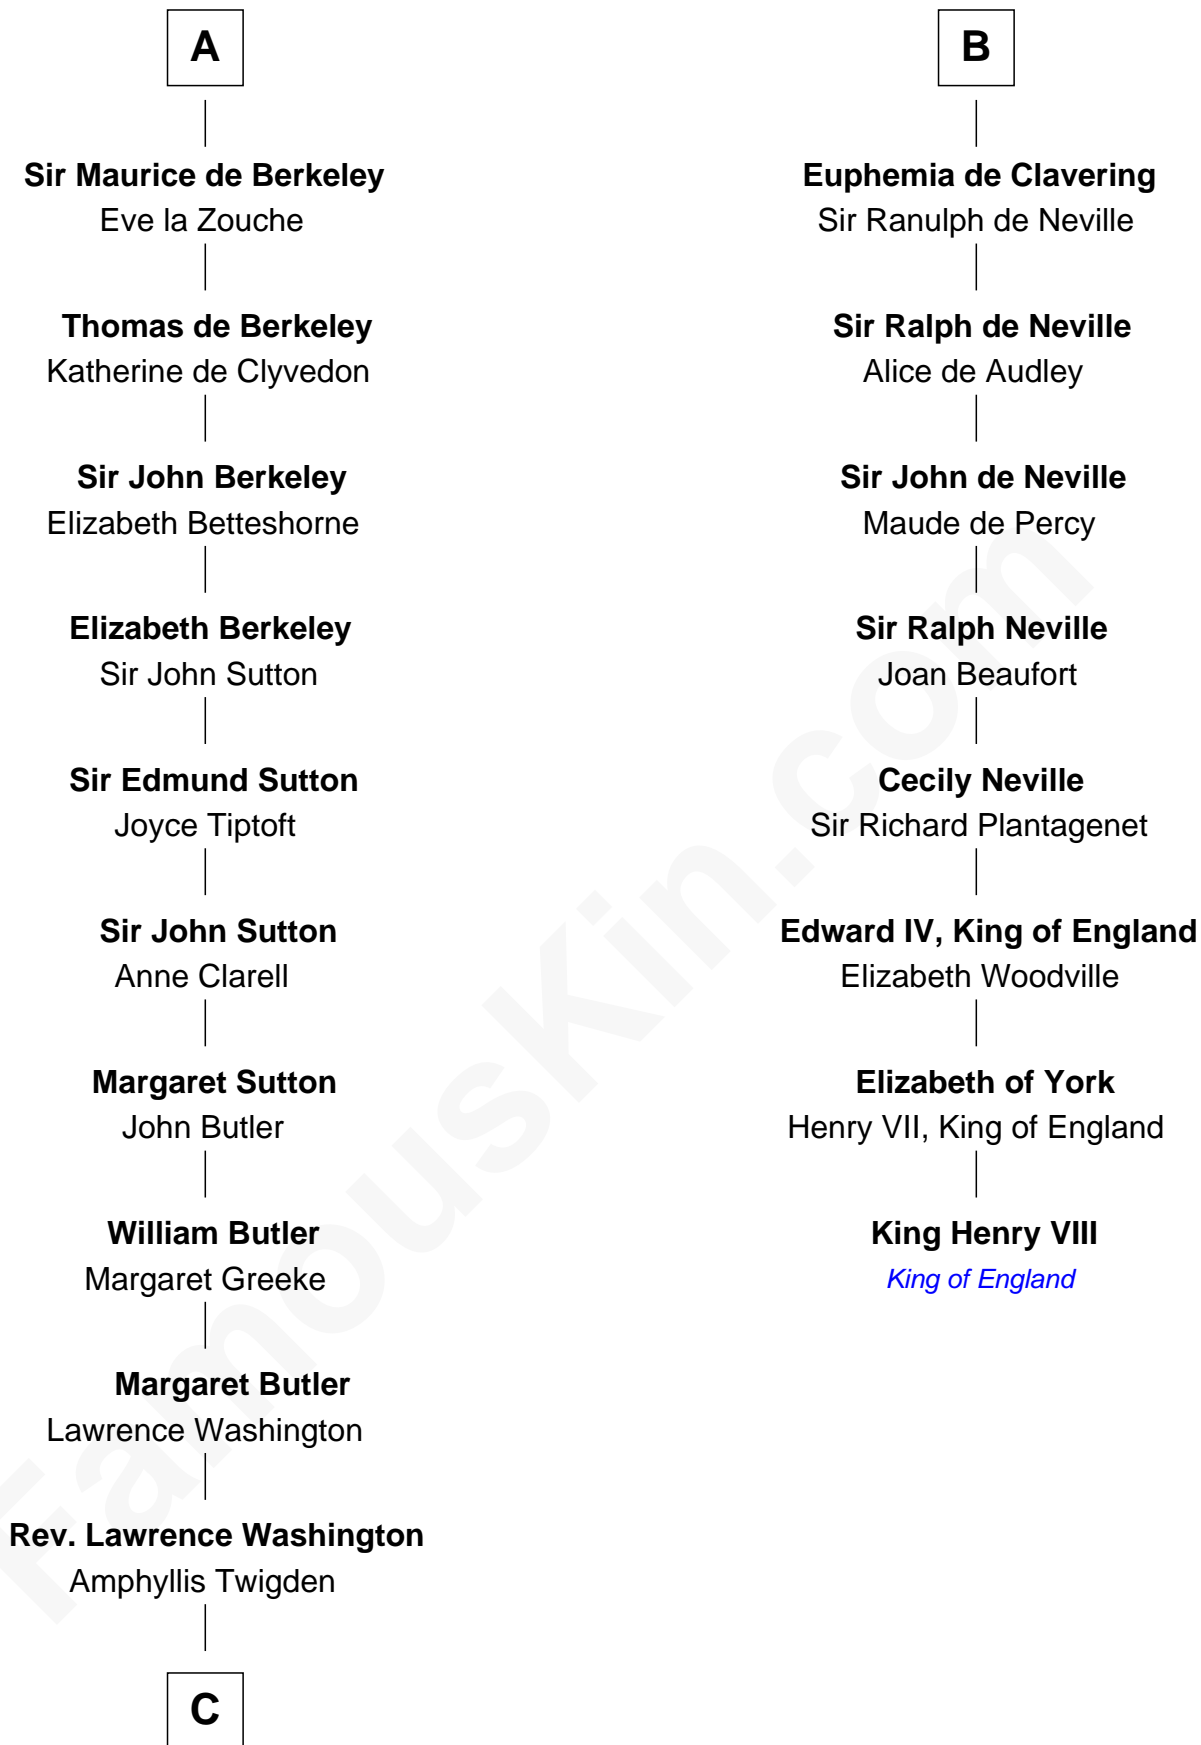 A
Sir Maurice de Berkeley
Eve la Zouche
Thomas de Berkeley
Katherine de Clyvedon
Sir John Berkeley
Elizabeth Betteshorne
Elizabeth Berkeley
Sir John Sutton
Sir Edmund Sutton
Joyce Tiptoft
Sir John Sutton
Anne Clarell
Margaret Sutton
John Butler
William Butler
Margaret Greeke
Margaret Butler
Lawrence Washington
Rev. Lawrence Washington
Amphyllis Twigden
C
B
Euphemia de Clavering
Sir Ranulph de Neville
Sir Ralph de Neville
Alice de Audley
Sir John de Neville
Maude de Percy
Sir Ralph Neville
Joan Beaufort
Cecily Neville
Sir Richard Plantagenet
Edward IV, King of England
Elizabeth Woodville
Elizabeth of York
Henry VII, King of England
King Henry VIII
King of England
FamousKin.com